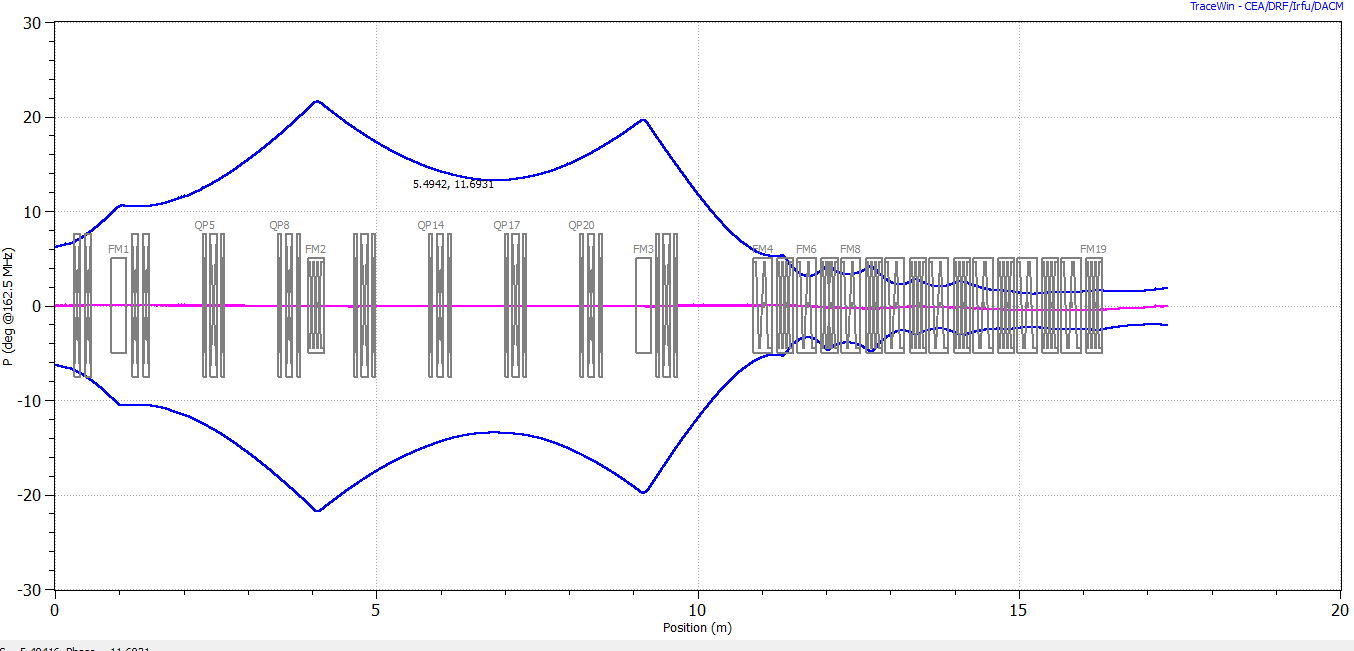 TraceWin - CEA/DRF/Irfu/DACM
30
20
10
0
-10
-20
-30
P (deg @162.5 MHz)
5.4942, 11.6931
QP5
QP8
QP14
QP17
QP20
FM1
FM2
FM3
FM4
FM6
FM8
FM19
0
5
10
15
20
Position (m)